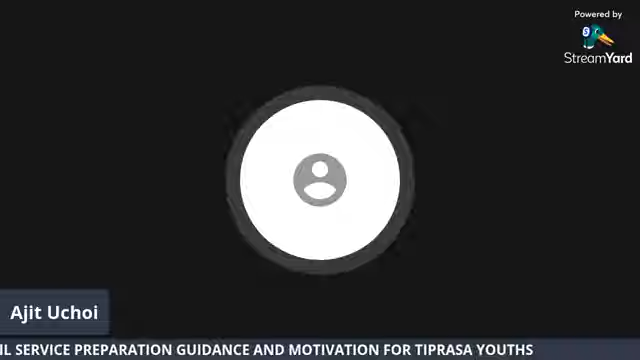 Powered by
StreamYard
Ajit Uchoi
IL SERVICE PREPARATION GUIDANCE AND MOTIVATION FOR TIPRASA YOUTHS